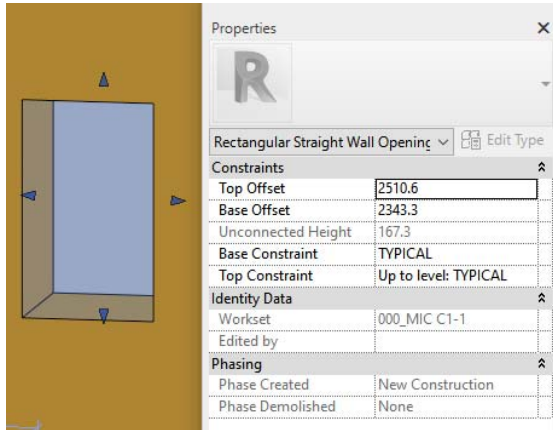 Properties
Rectangular Straight Wall Opening Edit Type
Constraints
Top Offset 2510.6
Base Offset 2343.3
Unconnected Height 167.3
Base Constraint TYPICAL
Top Constraint Up to level: TYPICAL
Identity Data
Workset 000_MIC C1-1
Edited by
Phasing
Phase Created New Construction
Phase Demolished None